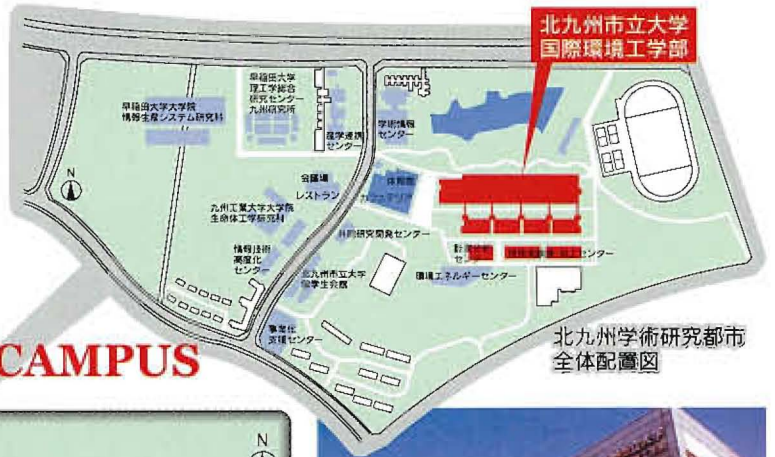 北九州市立大学
国際環境工学部
早稲田大学
理工学総合
研究センター
九州研究所
早稲田大学大学院
情報生産システム研究科
産学連携
センター
学術情報
センター
会議場
レストラン
体育館
カフェテリア
九州工業大学大学院
生命体工学研究科
共同研究開発センター
情報技術
高度化
センター
北九州市立大学
留学生会館
環境エネルギーセンター
事業化
支援センター
N
CAMPUS
北九州学術研究都市
全体配置図
N